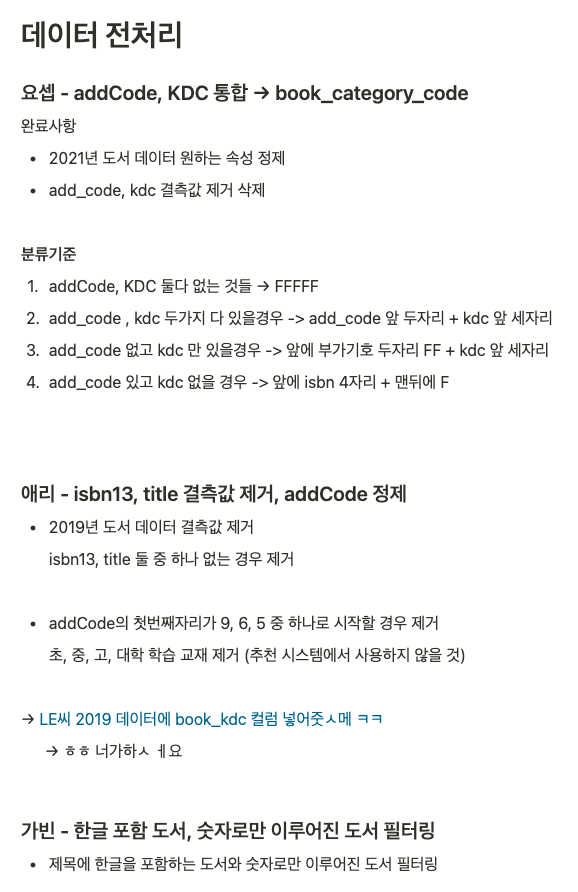 데이터 전처리
요셉 - addCode, KDC 통합 → book_category_code
완료사항
• 2021년 도서 데이터 원하는 속성 정제
• add_code, kdc 결측값 제거 삭제
분류기준
1. addCode, KDC 둘다 없는 것들 → FFFFF
2. add_code , kdc 두가지 다 있을경우 -> add_code 앞 두자리 + kdc 앞 세자리
3. add_code 없고 kdc 만 있을경우 -> 앞에 부가기호 두자리 FF + kdc 앞 세자리
4. add_code 있고 kdc 없을 경우 -> 앞에 isbn 4자리 + 맨뒤에 F
애리 - isbn13, title 결측값 제거, addCode 정제
• 2019년 도서 데이터 결측값 제거
isbn13, title 둘 중 하나 없는 경우 제거
• addCode의 첫번째자리가 9, 6, 5 중 하나로 시작할 경우 제거
초, 중, 고, 대학 학습 교재 제거 (추천 시스템에서 사용하지 않을 것)
→ LE씨 2019 데이터에 book_kdc 컬럼 넣어줏ㅅ메 ㅋㅋ
→ ㅎㅎ 너가하ㅅ ㅔ요
가빈 - 한글 포함 도서, 숫자로만 이루어진 도서 필터링
• 제목에 한글을 포함하는 도서와 숫자로만 이루어진 도서 필터링